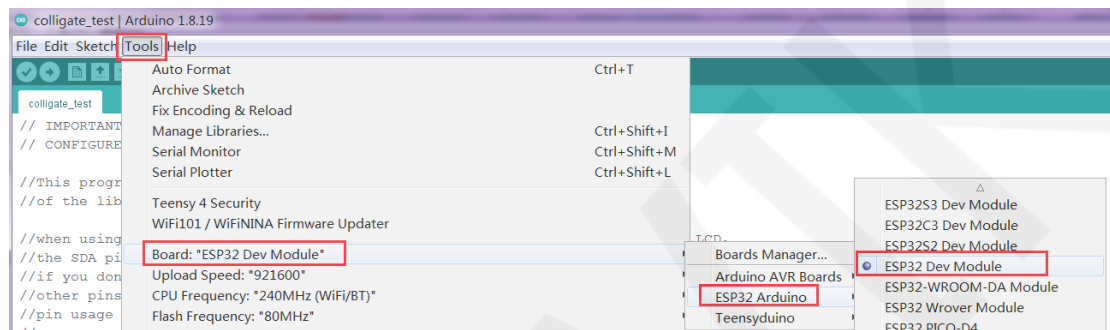 colligate_test | Arduino 1.8.19
File Edit Sketch Tools Help
Auto Format Ctrl+T
Archive Sketch
Fix Encoding & Reload
Manage Libraries... Ctrl+Shift+I
Serial Monitor Ctrl+Shift+M
Serial Plotter Ctrl+Shift+L
Teensy 4 Security
WiFi101 / WiFiNINA Firmware Updater
Board: "ESP32 Dev Module"
Upload Speed: "921600"
CPU Frequency: "240MHz (WiFi/BT)"
Flash Frequency: "80MHz"
colligate_test
// IMPORTANT
// CONFIGURE
//This progr
//of the lib
//when using
//the SDA pi
//if you don
//other pins
//pin usage
Boards Manager...
Arduino AVR Boards
ESP32 Arduino
Teensyduino
ESP32S3 Dev Module
ESP32C3 Dev Module
ESP32S2 Dev Module
ESP32 Dev Module
ESP32-WROOM-DA Module
ESP32 Wrover Module
ESP32 PICO-D4